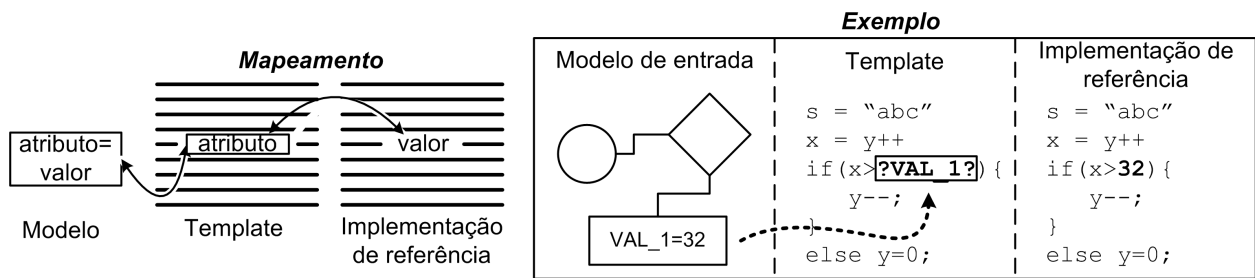 Mapeamento
atributo=
valor
atributo
valor
Modelo
Template
Implementação
de referência
Exemplo
Modelo de entrada
VAL_1=32
Template
s = “abc”
x = y++
if(x>?VAL_1?){
y--;
}
else y=0;
Implementação de
referência
s = “abc”
x = y++
if(x>32){
y--;
}
else y=0;